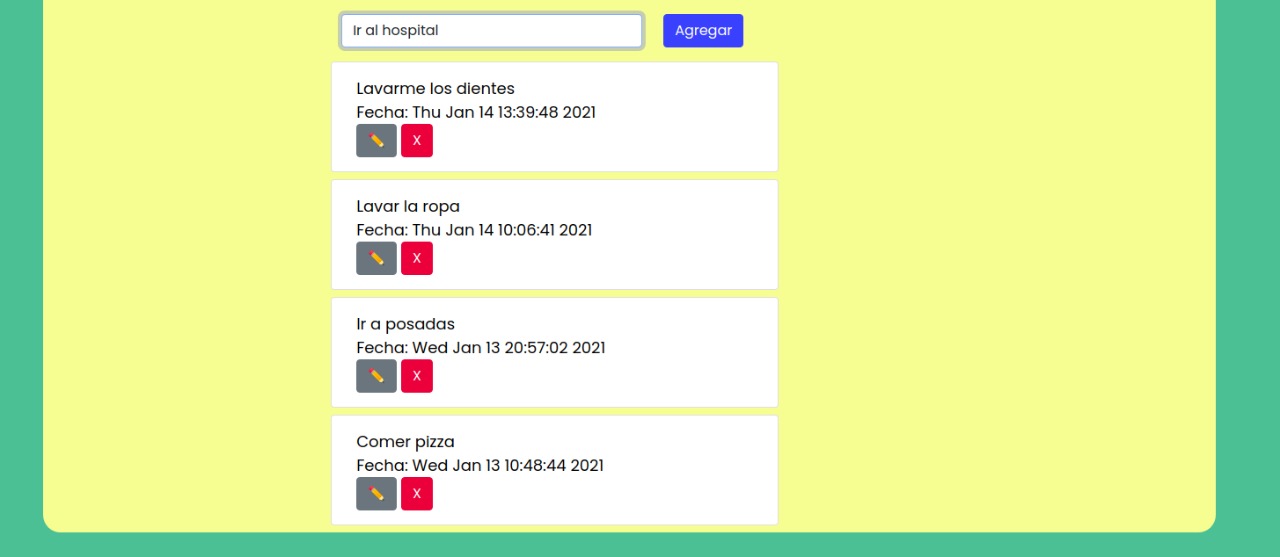 Ir al hospital
Agregar
Lavarme los dientes
Fecha: Thu Jan 14 13:39:48 2021
X
Lavar la ropa
Fecha: Thu Jan 14 10:06:41 2021
X
Ir a posadas
Fecha: Wed Jan 13 20:57:02 2021
X
Comer pizza
Fecha: Wed Jan 13 10:48:44 2021
X